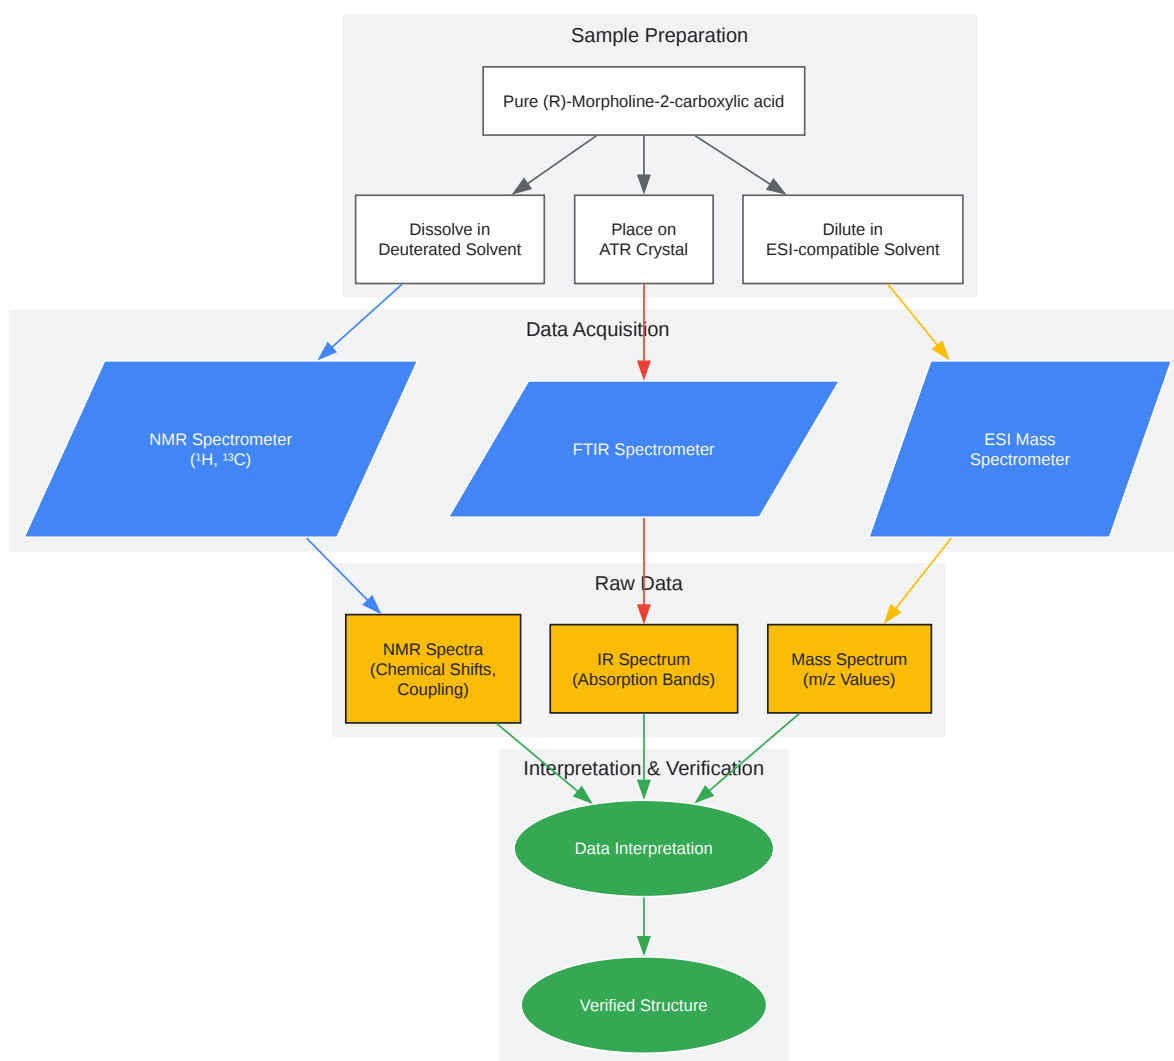 Sample Preparation
Pure (R)-Morpholine-2-carboxylic acid
Dissolve in
Deuterated Solvent
Place on
ATR Crystal
Dilute in
ESI-compatible Solvent
Data Acquisition
NMR Spectrometer
(¹H, ¹³C)
FTIR Spectrometer
ESI Mass
Spectrometer
Raw Data
NMR Spectra
(Chemical Shifts,
Coupling)
IR Spectrum
(Absorption Bands)
Mass Spectrum
(m/z Values)
Interpretation & Verification
Data Interpretation
Verified Structure